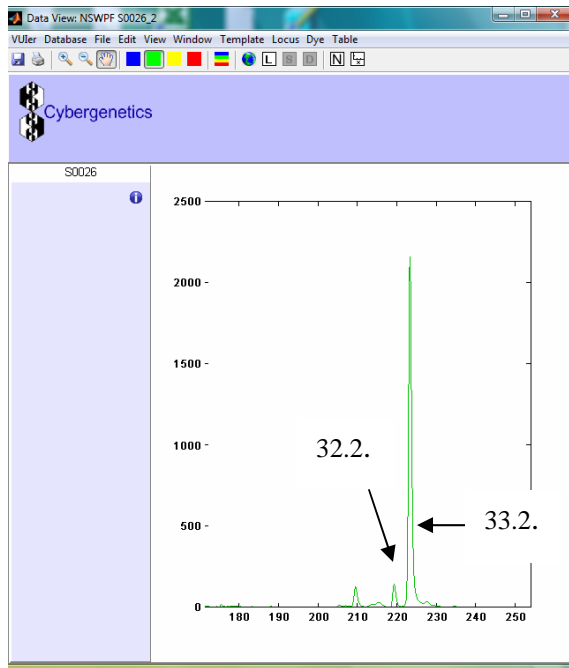 Data View: NSWPF S0026_2
VUIer Database File Edit View Window Template Locus Dye Table
L S D N
Cybergenetics
S0026
i
2500
2000
1500
1000
32.2.
500
33.2.
0
180 190 200 210 220 230 240 250